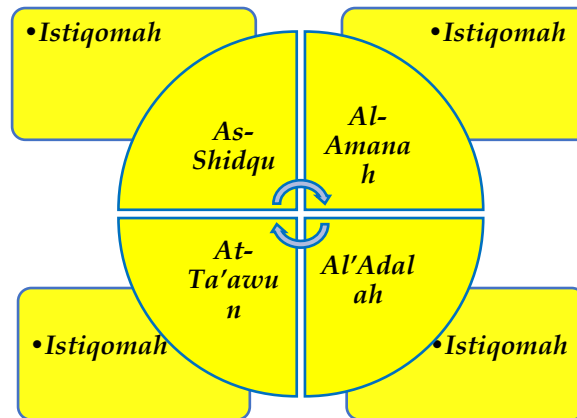 •Istiqomah
•Istiqomah
As-
Shidqu
Al-
Amana
h
At-
Ta’awu
n
Al’Adal
ah
•Istiqomah
•Istiqomah